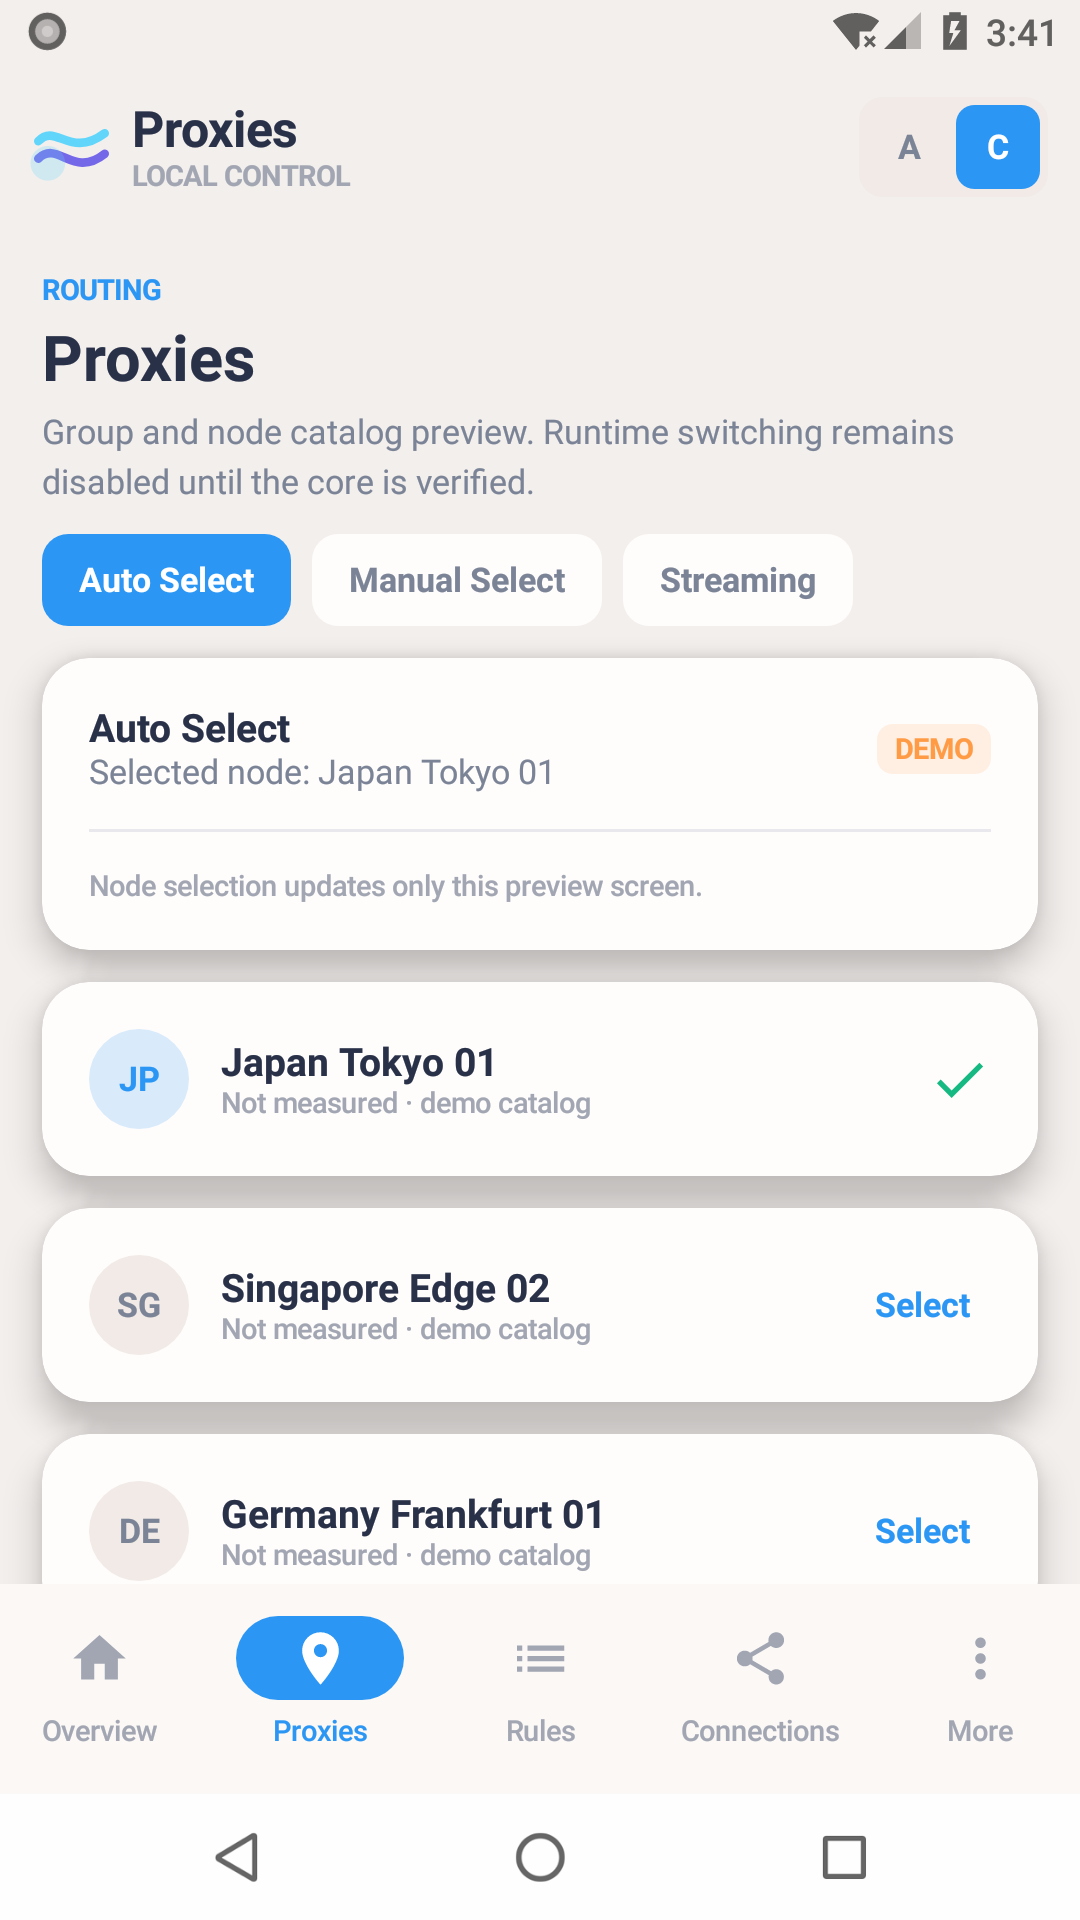 3:41
Proxies
LOCAL CONTROL
A
C
ROUTING
Proxies
Group and node catalog preview. Runtime switching remains
disabled until the core is verified.
Auto Select
Manual Select
Streaming
Auto Select
Selected node: Japan Tokyo 01
DEMO
Node selection updates only this preview screen.
JP
Japan Tokyo 01
Not measured · demo catalog
SG
Singapore Edge 02
Not measured · demo catalog
Select
DE
Germany Frankfurt 01
Not measured · demo catalog
Select
Overview
Proxies
Rules
Connections
More